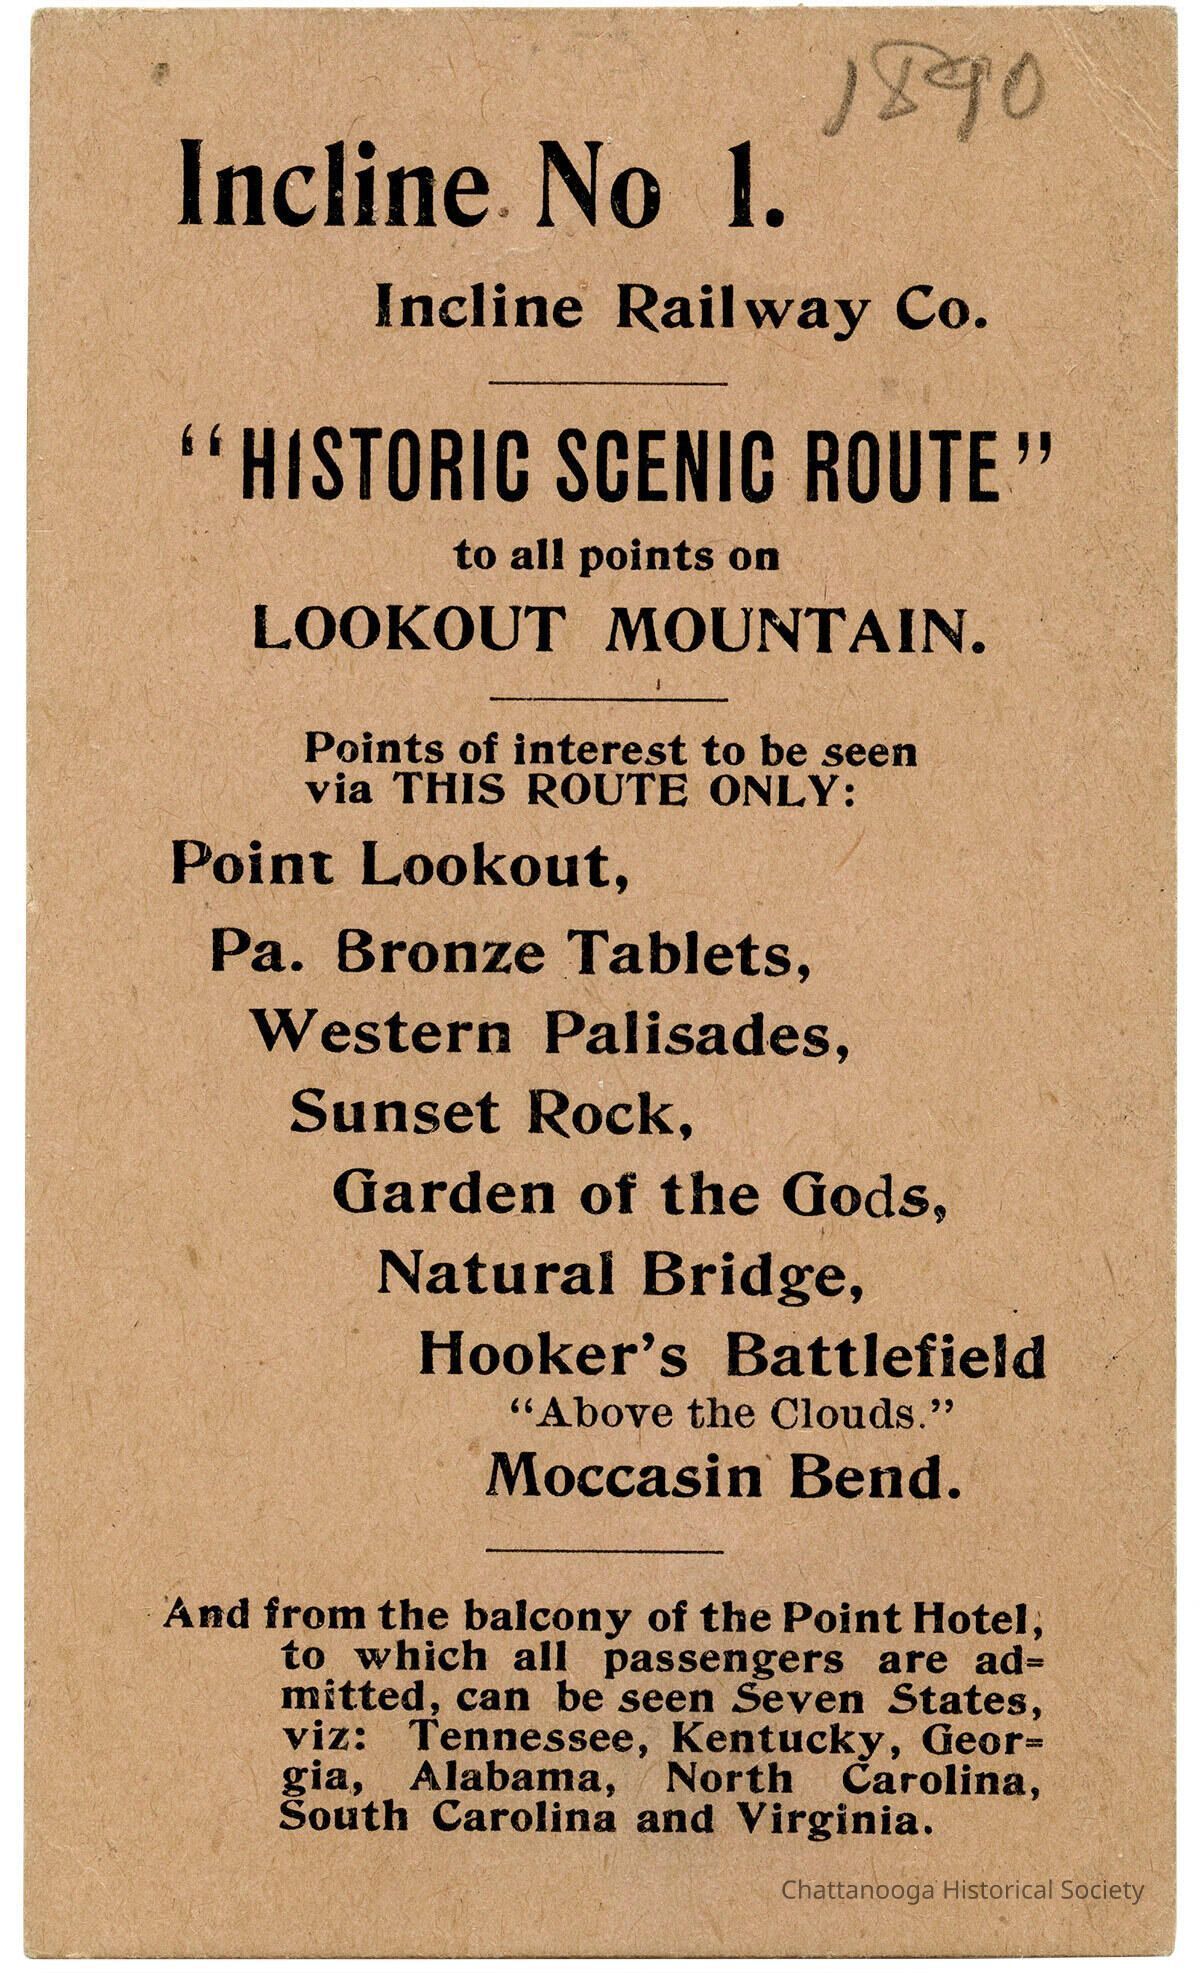 1890
Incline No 1.
Incline Railway Co.
“HISTORIC SCENIC ROUTE”
to all points on
LOOKOUT MOUNTAIN.
Points of interest to be seen
via THIS ROUTE ONLY:
Point Lookout,
Pa. Bronze Tablets,
Western Palisades,
Sunset Rock,
Garden of the Gods,
Natural Bridge,
Hooker’s Battlefield
“Above the Clouds.”
Moccasin Bend.
And from the balcony of the Point Hotel,
to which all passengers are ad=
mitted, can be seen Seven States,
viz: Tennessee, Kentucky, Geor=
gia, Alabama, North Carolina,
South Carolina and Virginia.
Chattanooga Historical Society